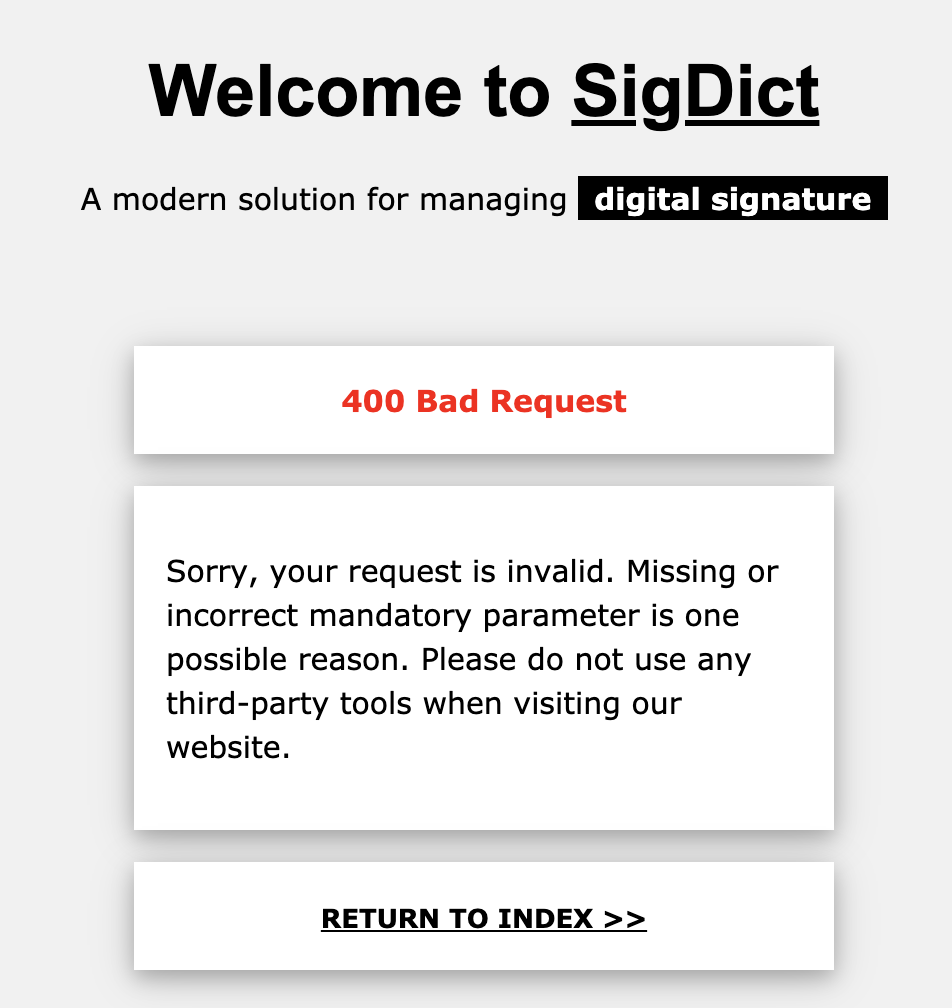 Welcome to SigDict
A modern solution for managing digital signature
400 Bad Request
Sorry, your request is invalid. Missing or
incorrect mandatory parameter is one
possible reason. Please do not use any
third-party tools when visiting our
website.
RETURN TO INDEX >>